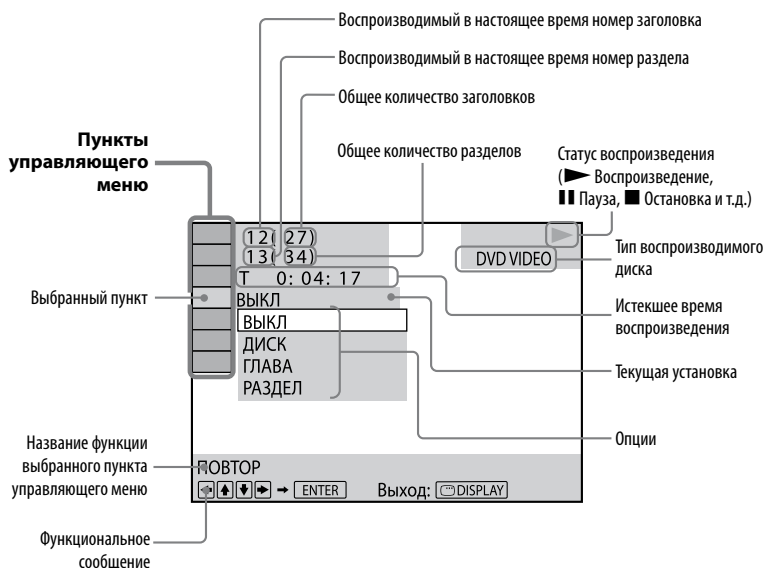 Воспроизводимый в настоящее время номер заголовка
Воспроизводимый в настоящее время номер раздела
Общее количество заголовков
Общее количество разделов
Пункты
управляющего
меню
Статус воспроизведения
(► Воспроизведение,
▮▮ Пауза, ■ Остановка и т.д.)
12( 27)
13( 34)
T 0: 04: 17
DVD VIDEO
Тип воспроизводимого
диска
Выбранный пункт
ВЫКЛ
ВЫКЛ
ДИСК
ГЛАВА
РАЗДЕЛ
Истекшее время
воспроизведения
Текущая установка
Опции
Название функции
выбранного пункта
управляющего меню
ПОВТОР
← ↑ ↓ → → ENTER Выход: DISPLAY
Функциональное
сообщение